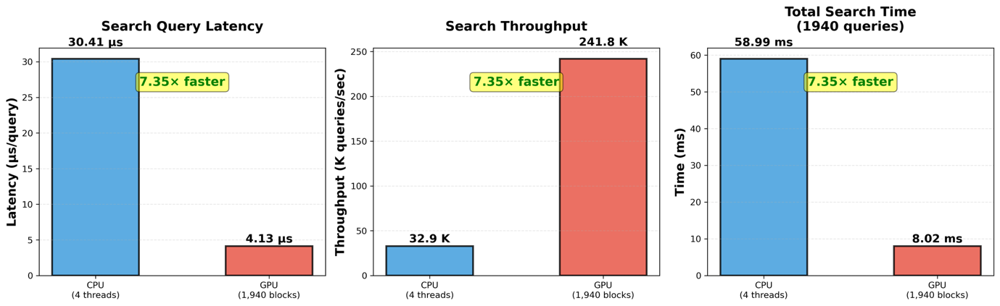 Search Query Latency
30.41 µs
7.35× faster
4.13 µs
Latency (µs/query)
30
25
20
15
10
5
0
CPU
(4 threads)
GPU
(1,940 blocks)
Search Throughput
241.8 K
7.35× faster
32.9 K
Throughput (K queries/sec)
250
200
150
100
50
0
CPU
(4 threads)
GPU
(1,940 blocks)
Total Search Time
(1940 queries)
58.99 ms
7.35× faster
8.02 ms
Time (ms)
60
50
40
30
20
10
0
CPU
(4 threads)
GPU
(1,940 blocks)